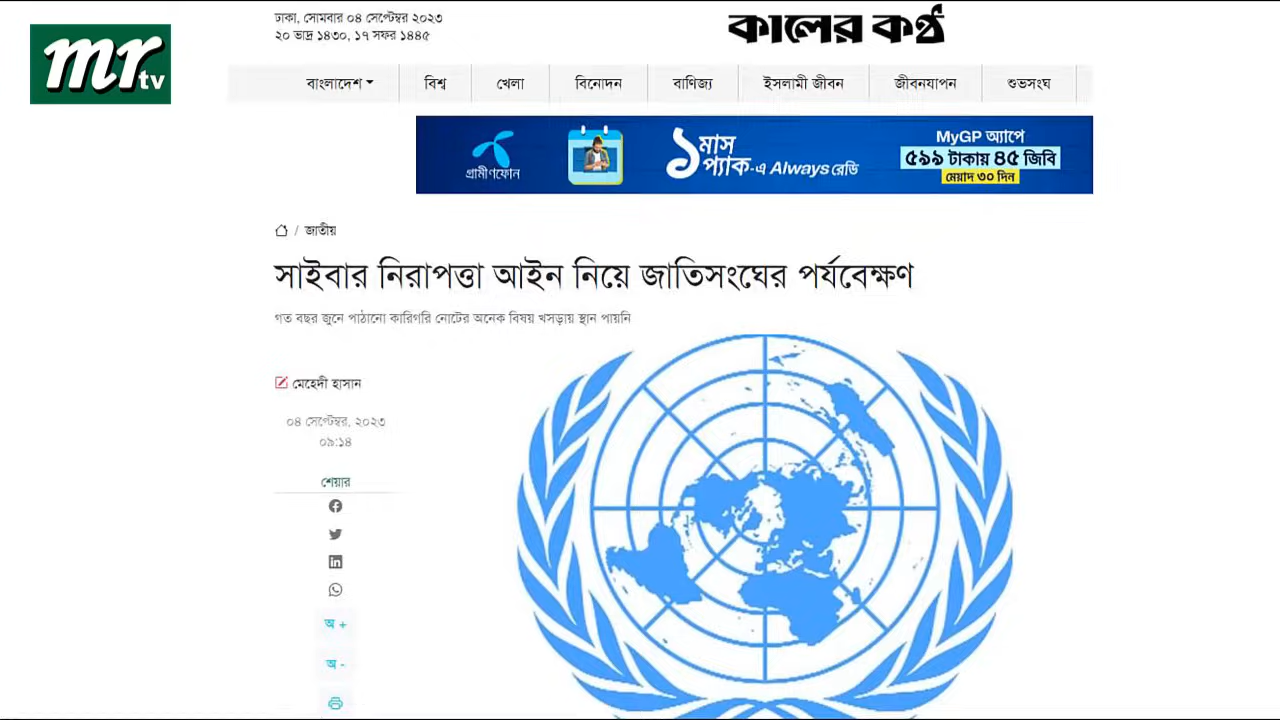 mr tv
ঢাকা, সোমবার ০৪ সেপ্টেম্বর ২০২৩
২০ ভাদ্র ১৪৩০, ১৭ সফর ১৪৪৫
কালের কণ্ঠ
বাংলাদেশ বিশ্ব খেলা বিনোদন বাণিজ্য ইসলামী জীবন জীবনযাপন শুভসংঘ
গ্রামীণফোন
১ মাস
প্যাক-এ Always রেডি
MyGP অ্যাপে
৫৯৯ টাকায় ৪৫ জিবি
মেয়াদ ৩০ দিন
/ জাতীয়
সাইবার নিরাপত্তা আইন নিয়ে জাতিসংঘের পর্যবেক্ষণ
গত বছর জুনে পাঠানো কারিগরি নোটের অনেক বিষয় খসড়ায় স্থান পায়নি
মেহেদী হাসান
০৪ সেপ্টেম্বর, ২০২৩
০৯:১৪
শেয়ার
অ +
অ -